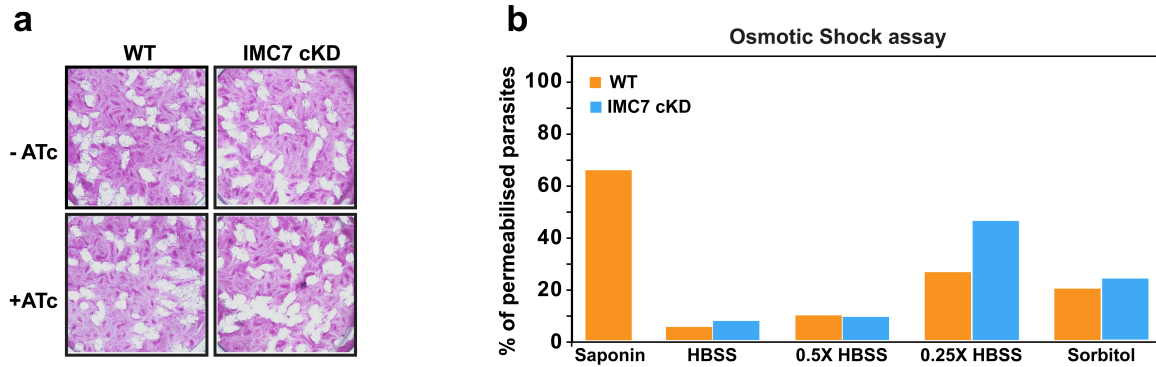 a
WT IMC7 cKD
- ATc
+ATc
b
Osmotic Shock assay
% of permeabilised parasites
100
80
60
40
20
0
WT
IMC7 cKD
Saponin HBSS 0.5X HBSS 0.25X HBSS Sorbitol